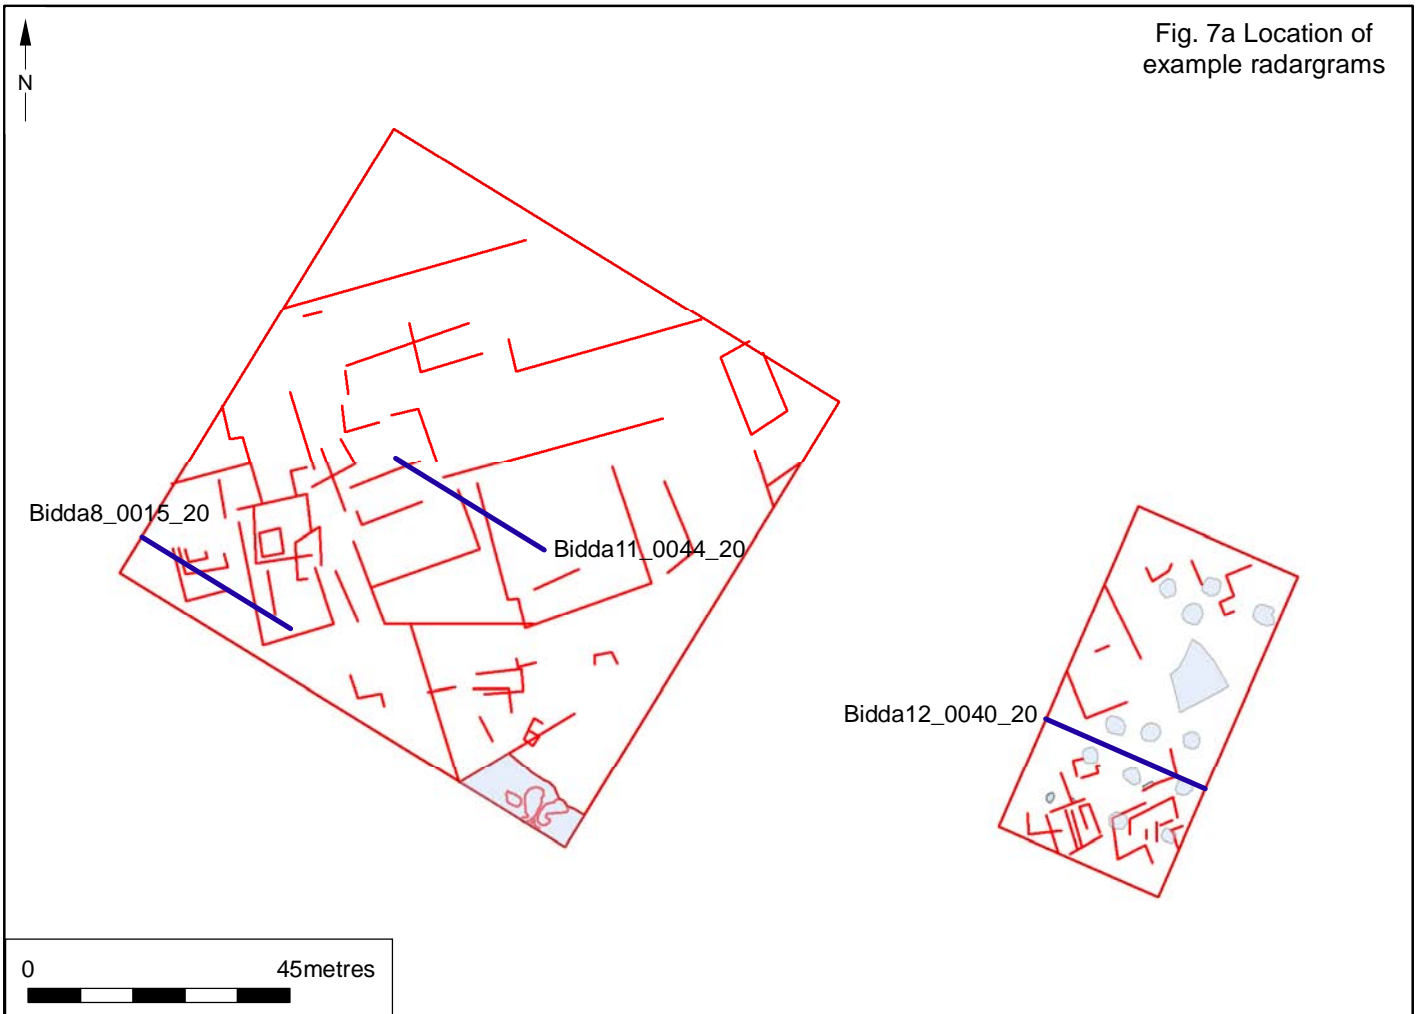 Fig. 7a Location of
example radargrams
N
Bidda8_0015_20
Bidda11_0044_20
Bidda12_0040_20
0 45metres